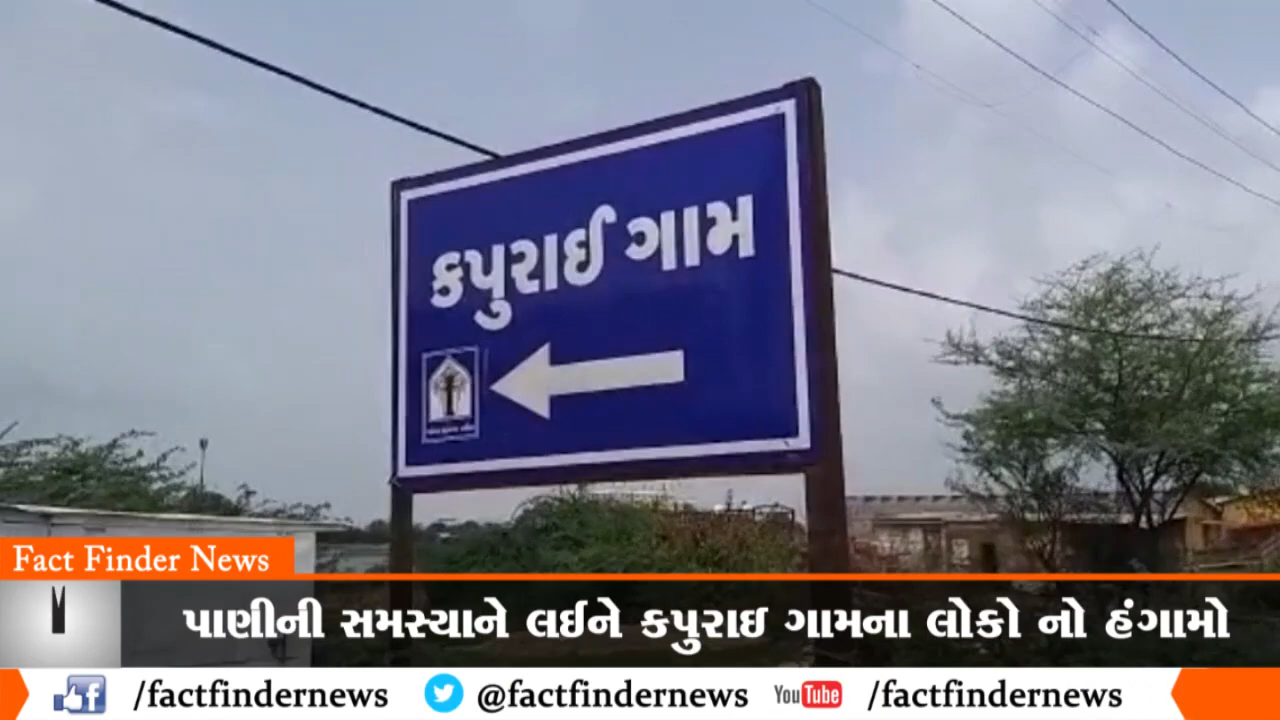 કપુરાઈ ગામ
Fact Finder News
પાણીની સમસ્યાને લઈને કપુરાઇ ગામના લોકો નો હંગામો
/factfindernews @factfindernews YouTube /factfindernews